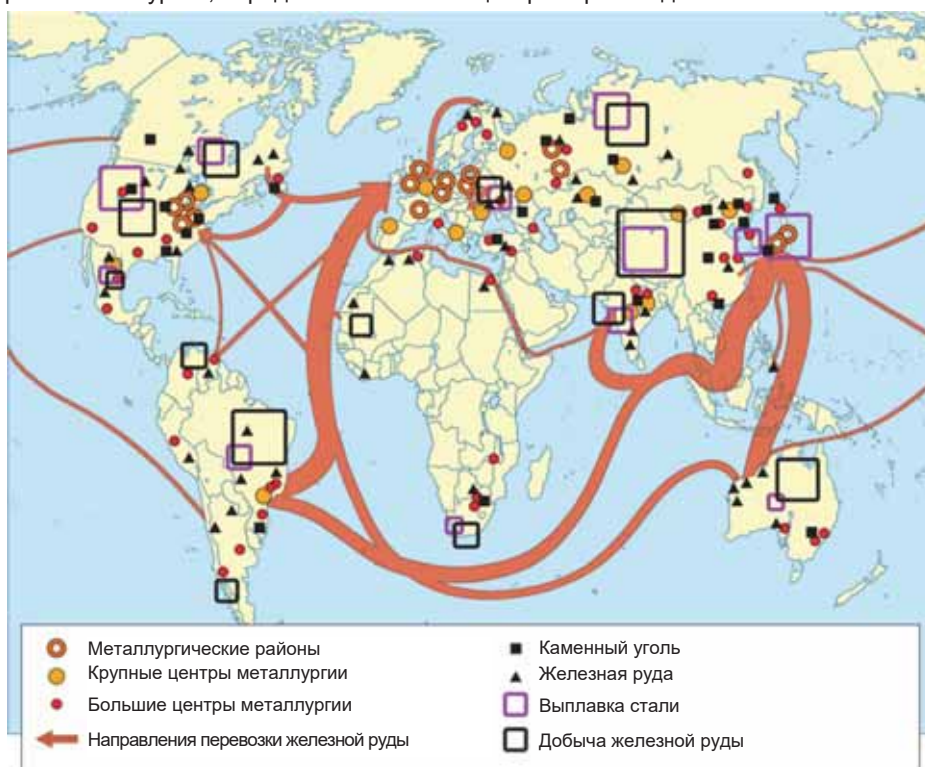 Металлургические районы
Крупные центры металлургии
Большие центры металлургии
Направления перевозки железной руды
Каменный уголь
Железная руда
Выплавка стали
Добыча железной руды